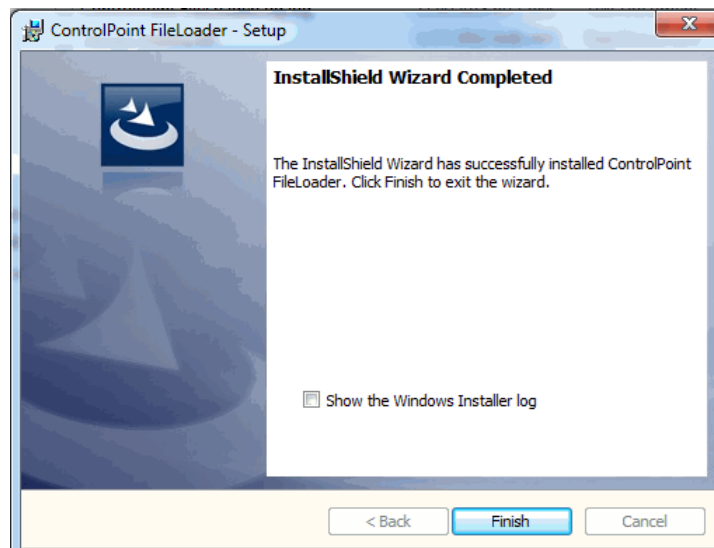 ControlPoint FileLoader - Setup
InstallShield Wizard Completed
The InstallShield Wizard has successfully installed ControlPoint
FileLoader. Click Finish to exit the wizard.
Show the Windows Installer log
< Back
Finish
Cancel